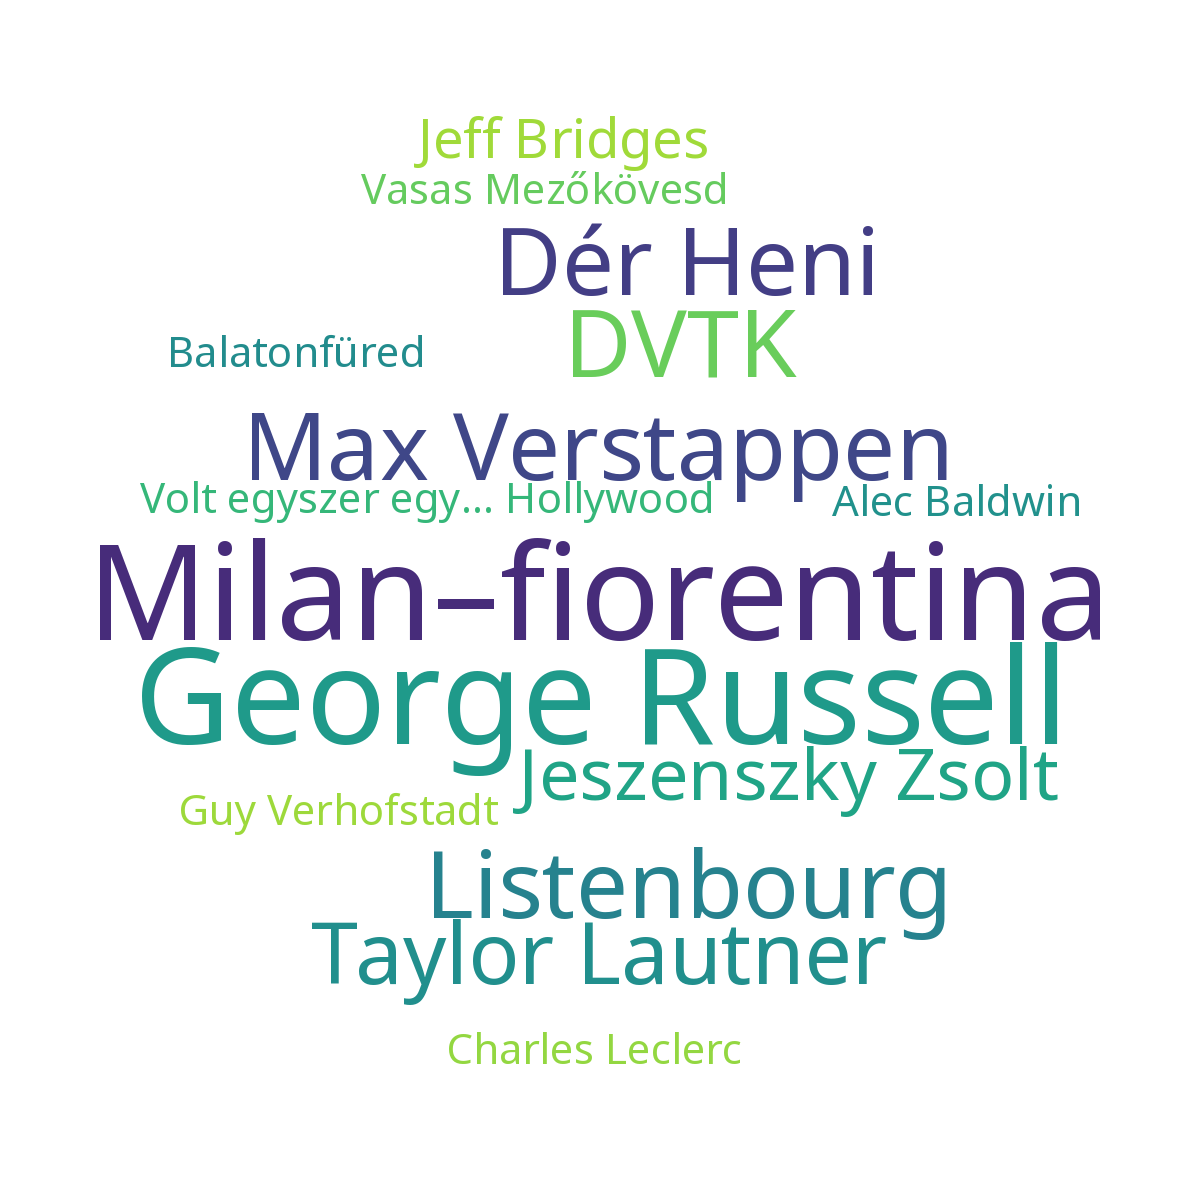 Jeff Bridges
Vasas Mezőkövesd
Dér Heni
DVTK
Balatonfüred
Max Verstappen
Volt egyszer egy... Hollywood
Alec Baldwin
Milan–fiorentina
George Russell
Jeszenszky Zsolt
Guy Verhofstadt
Listenbourg
Taylor Lautner
Charles Leclerc